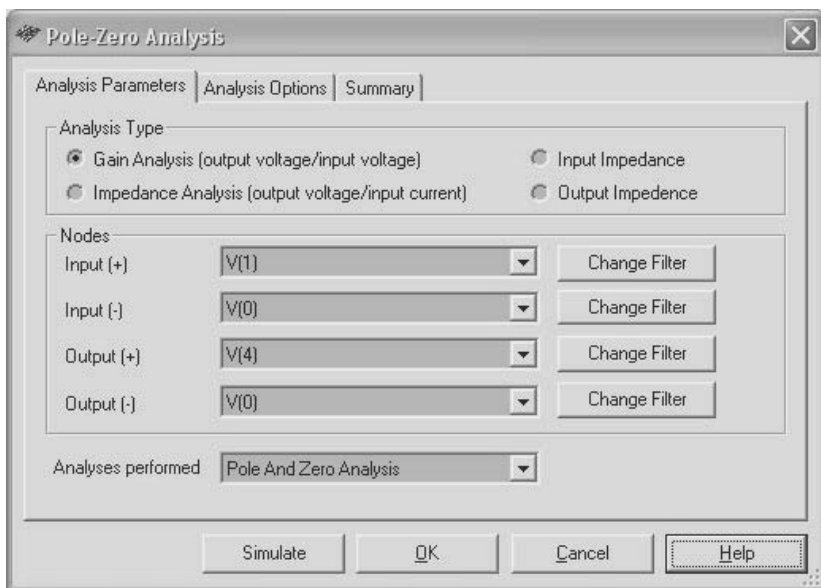 Pole-Zero Analysis
Analysis Parameters Analysis Options Summary
Analysis Type
Gain Analysis (output voltage/input voltage) Input Impedance
Impedance Analysis (output voltage/input current) Output Impedence
Nodes
Input (+) V(1) Change Filter
Input (-) V(0) Change Filter
Output (+) V(4) Change Filter
Output (-) V(0) Change Filter
Analyses performed Pole And Zero Analysis
Simulate OK Cancel Help